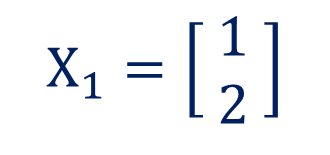 X₁ = [1
2]